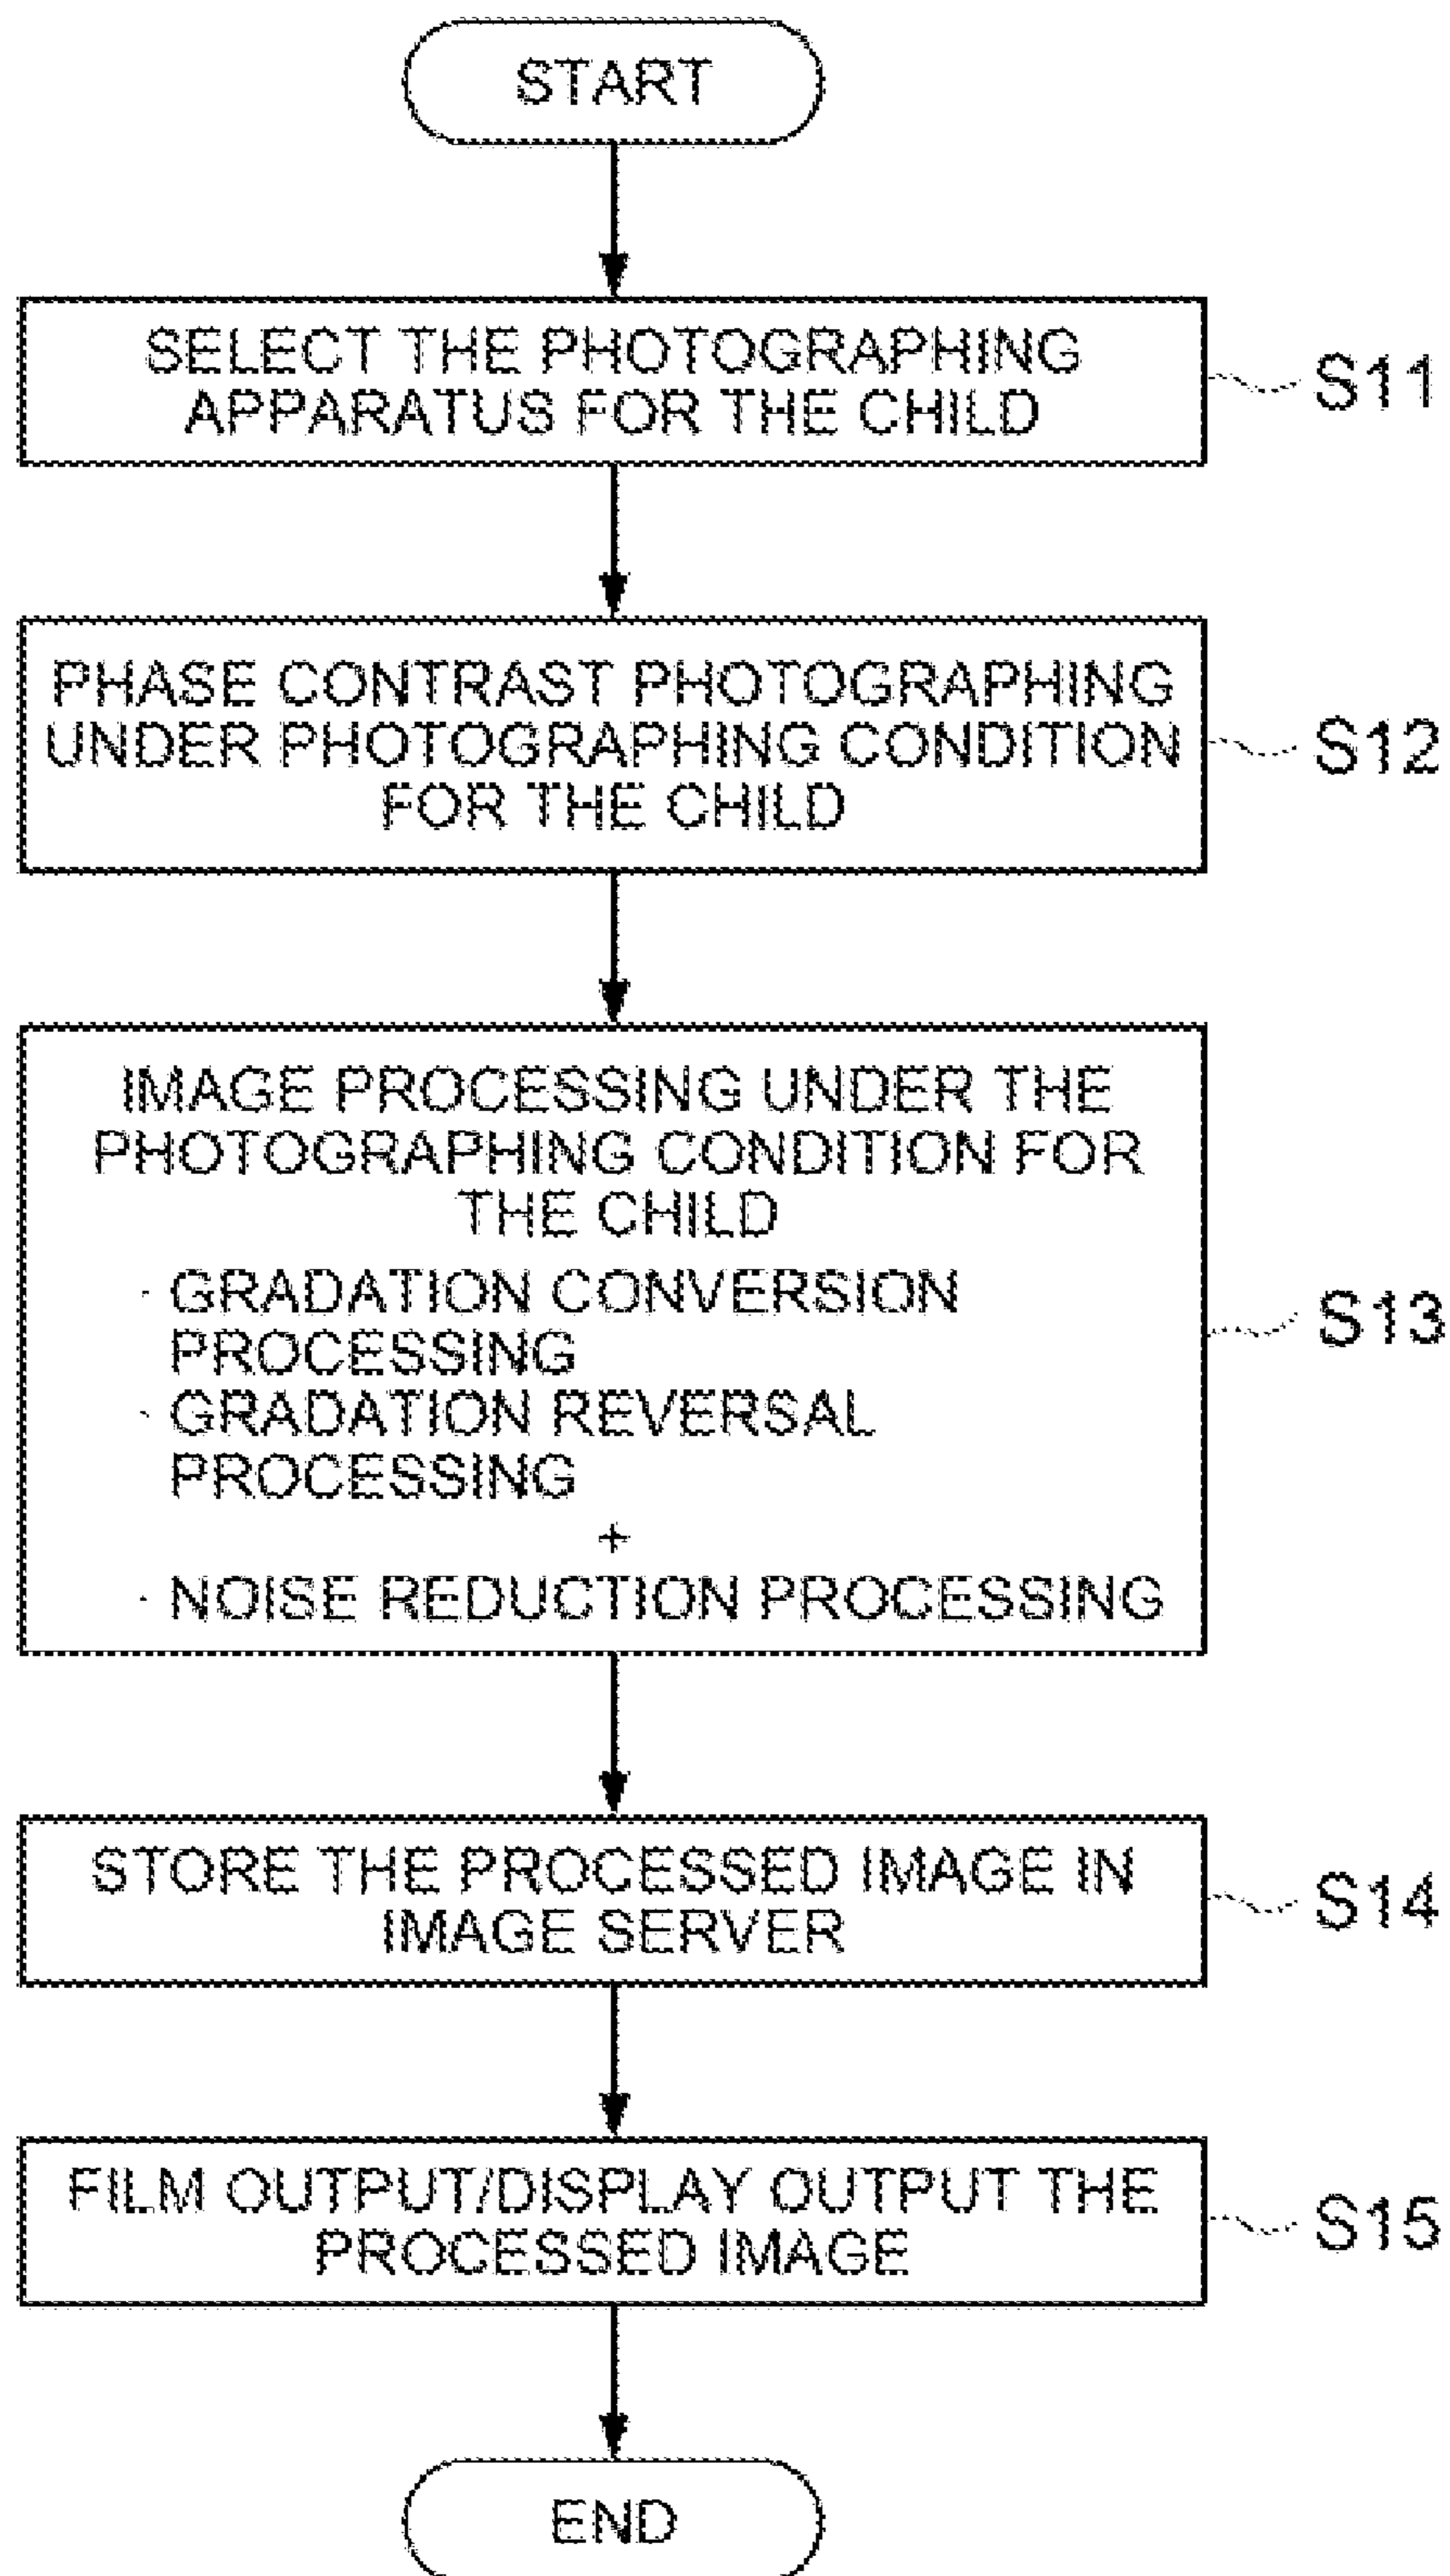 START
SELECT THE PHOTOGRAPHING
APPARATUS FOR THE CHILD
S11
PHASE CONTRAST PHOTOGRAPHING
UNDER PHOTOGRAPHING CONDITION
FOR THE CHILD
S12
IMAGE PROCESSING UNDER THE
PHOTOGRAPHING CONDITION FOR
THE CHILD
· GRADATION CONVERSION
PROCESSING
· GRADATION REVERSAL
PROCESSING
+
· NOISE REDUCTION PROCESSING
S13
STORE THE PROCESSED IMAGE IN
IMAGE SERVER
S14
FILM OUTPUT/DISPLAY OUTPUT THE
PROCESSED IMAGE
S15
END